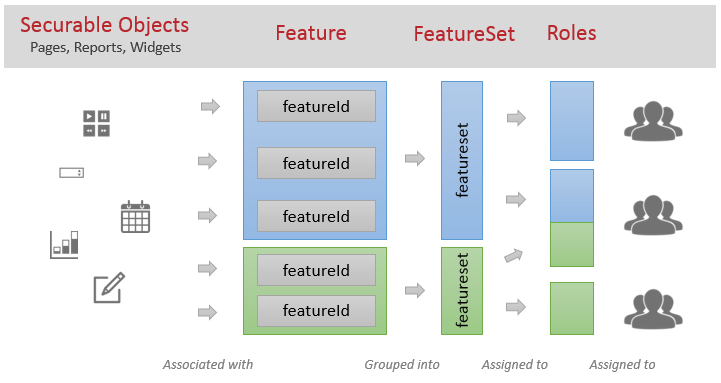 Securable Objects
Pages, Reports, Widgets
Feature
FeatureSet
Roles
featureId
featureId
featureId
featureset
featureId
featureId
featureset
Associated with
Grouped into
Assigned to
Assigned to